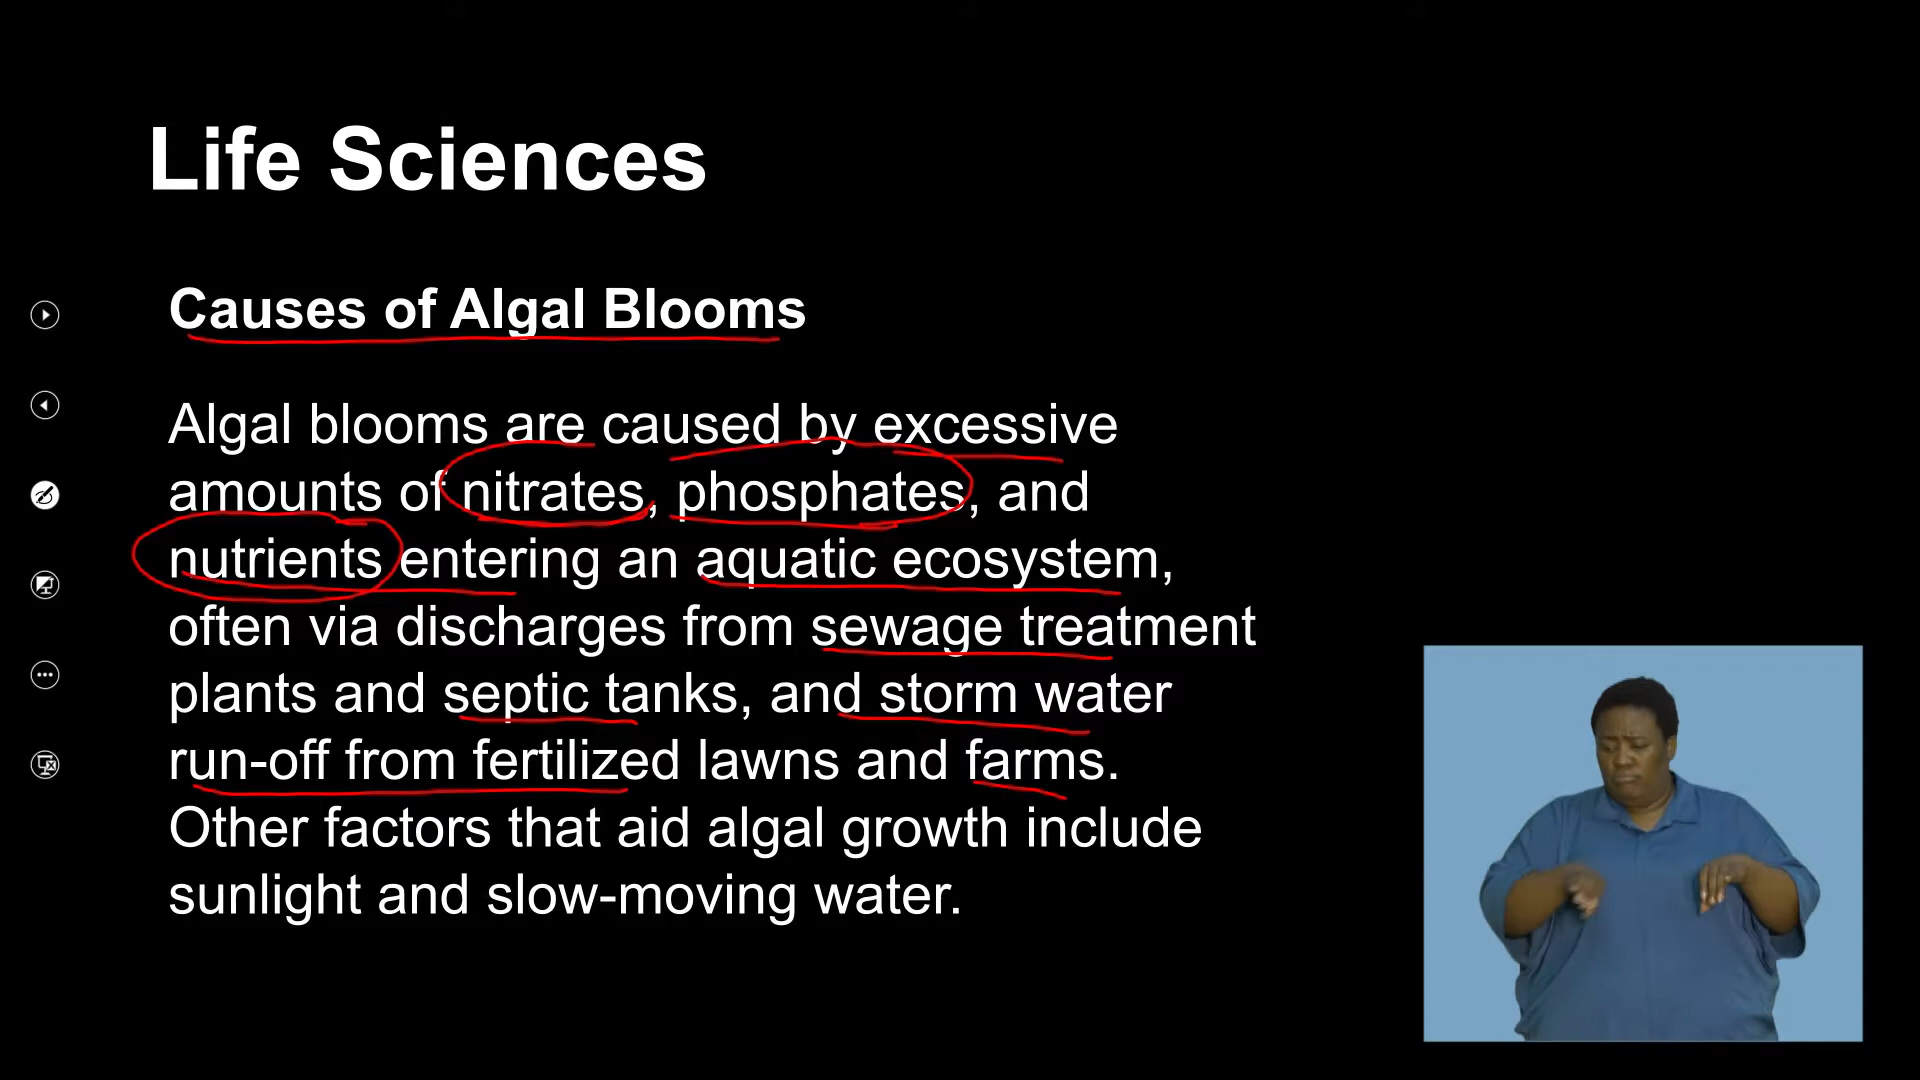 Life Sciences
Causes of Algal Blooms
Algal blooms are caused by excessive
amounts of nitrates, phosphates, and
nutrients entering an aquatic ecosystem,
often via discharges from sewage treatment
plants and septic tanks, and storm water
run-off from fertilized lawns and farms.
Other factors that aid algal growth include
sunlight and slow-moving water.